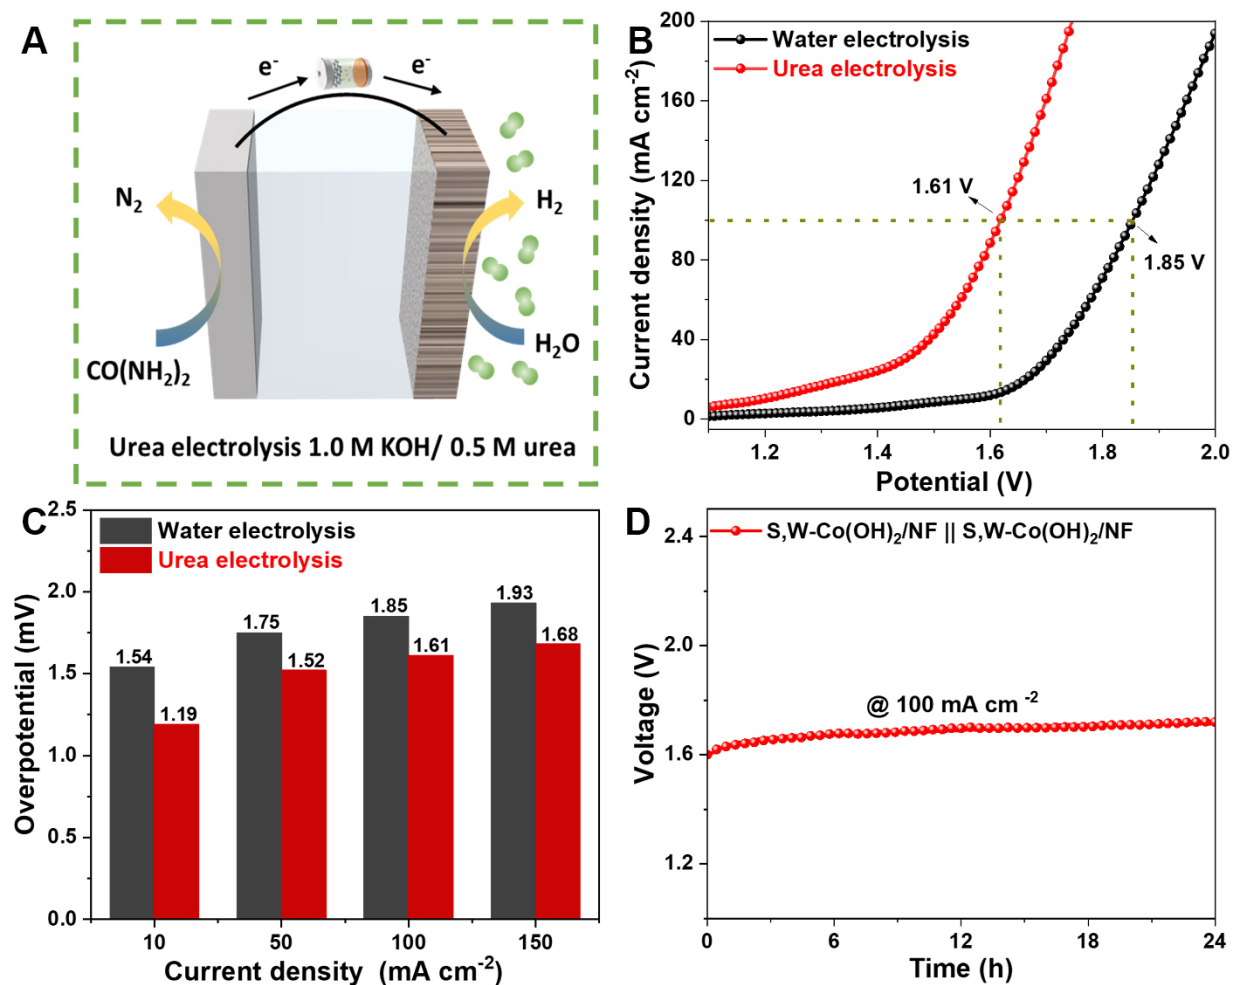 A
e⁻
e⁻
N₂
H₂
CO(NH₂)₂
H₂O
Urea electrolysis 1.0 M KOH/ 0.5 M urea
B
Water electrolysis
Urea electrolysis
1.61 V
1.85 V
200
160
120
80
40
0
Current density (mA cm⁻²)
1.2
1.4
1.6
1.8
2.0
Potential (V)
C
Water electrolysis
Urea electrolysis
2.5
2.0
1.5
1.0
0.5
0.0
Overpotential (mV)
1.54
1.19
1.75
1.52
1.85
1.61
1.93
1.68
10
50
100
150
Current density (mA cm⁻²)
D
S,W-Co(OH)₂/NF || S,W-Co(OH)₂/NF
@ 100 mA cm ⁻²
2.4
2.0
1.6
1.2
Voltage (V)
0
6
12
18
24
Time (h)